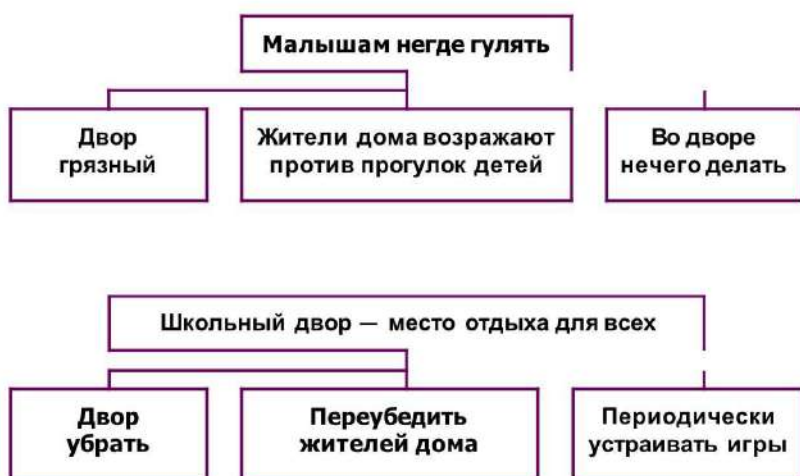 Малышам негде гулять
Двор
грязный
Жители дома возражают
против прогулок детей
Во дворе
нечего делать
Школьный двор — место отдыха для всех
Двор
убрать
Переубедить
жителей дома
Периодически
устраивать игры